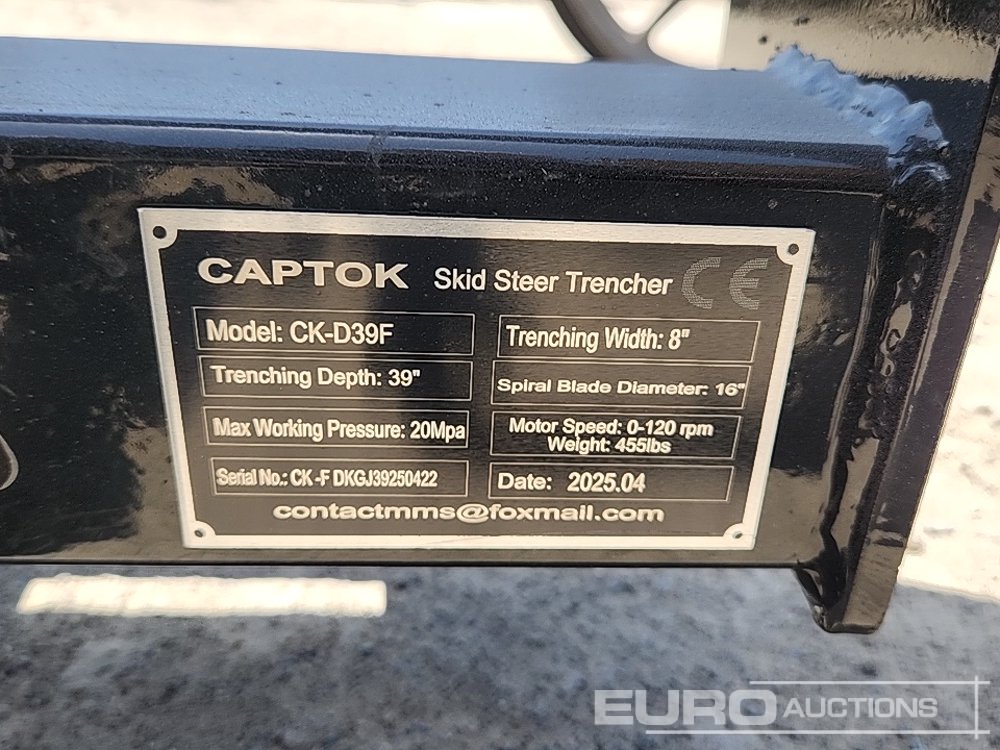 CAPTOK Skid Steer Trencher CE
Model: CK-D39F
Trenching Width: 8"
Trenching Depth: 39"
Spiral Blade Diameter: 16"
Max Working Pressure: 20Mpa
Motor Speed: 0-120 rpm
Weight: 455lbs
Serial No.: CK-F DKGJ39250422
Date: 2025.04
contactmms@foxmail.com
EURO AUCTIONS